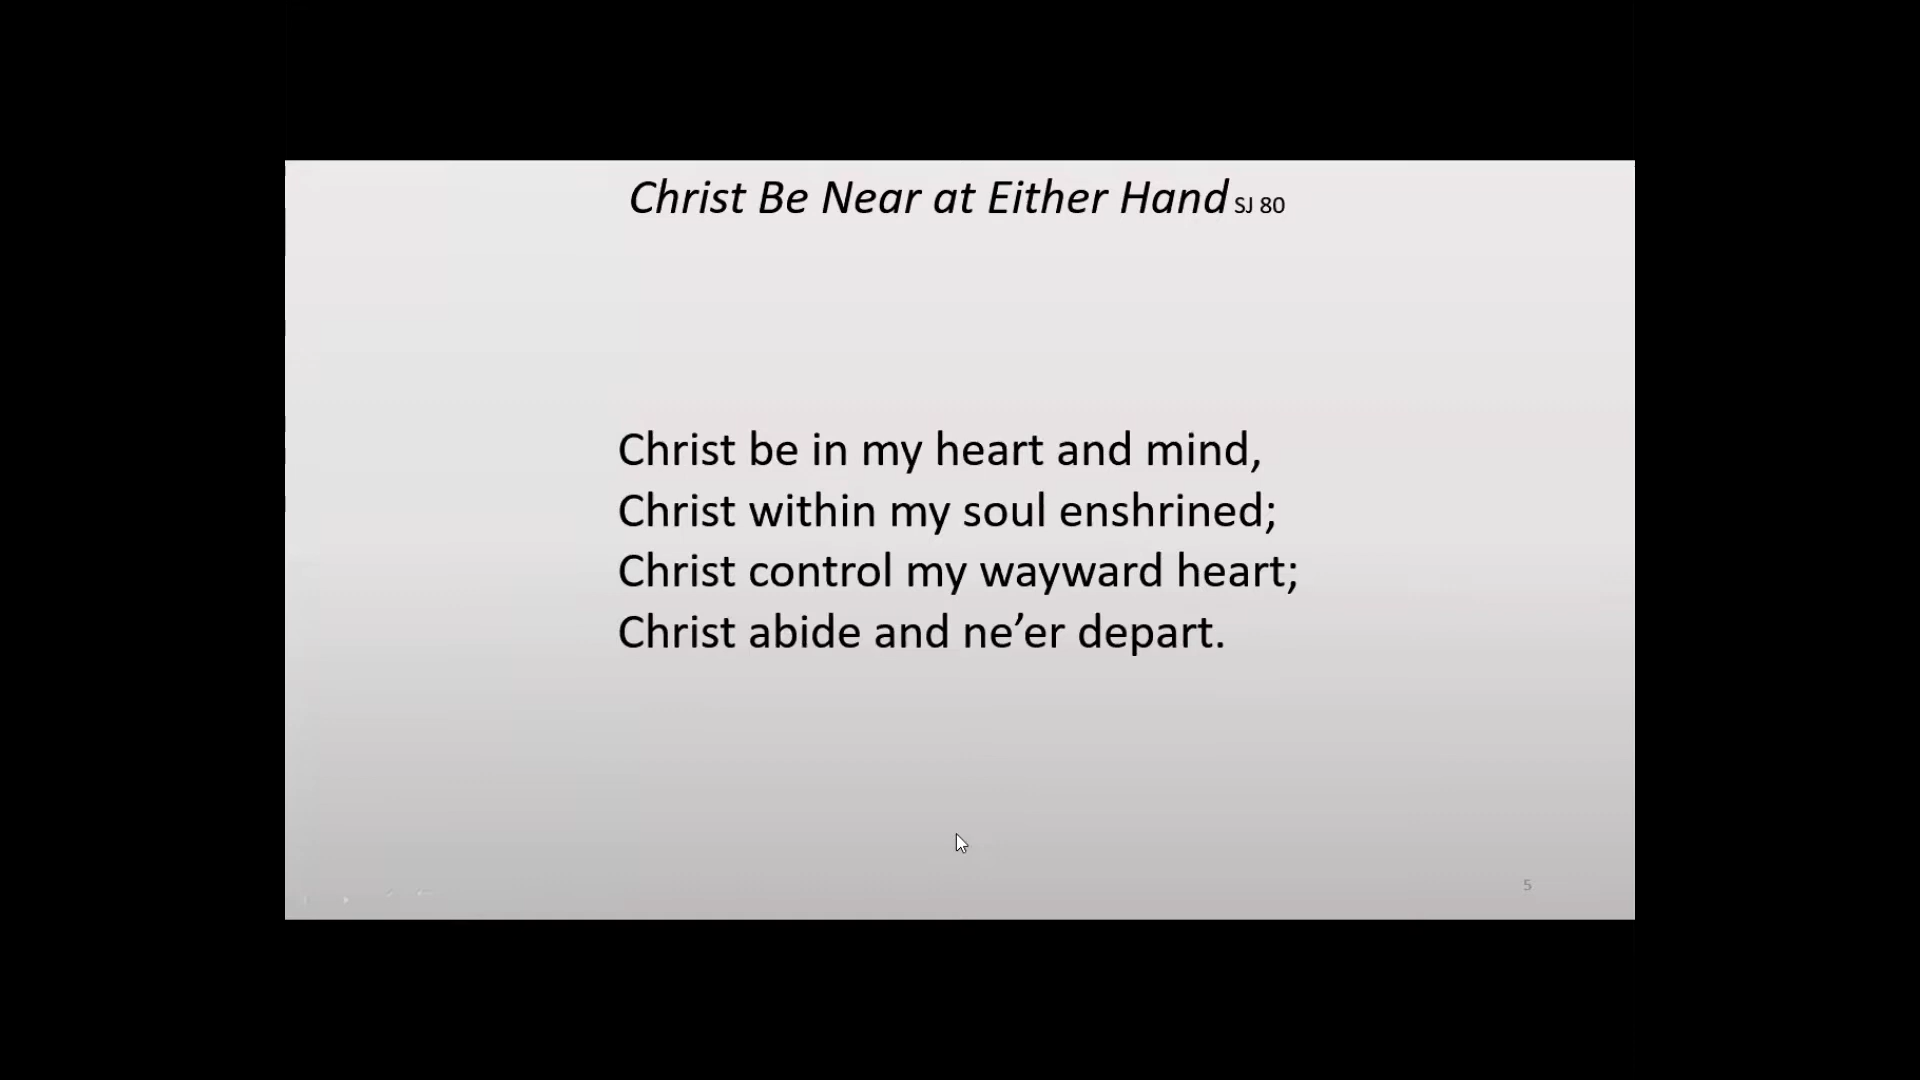 Christ Be Near at Either Hand SJ 80
Christ be in my heart and mind,
Christ within my soul enshrined;
Christ control my wayward heart;
Christ abide and ne’er depart.
5